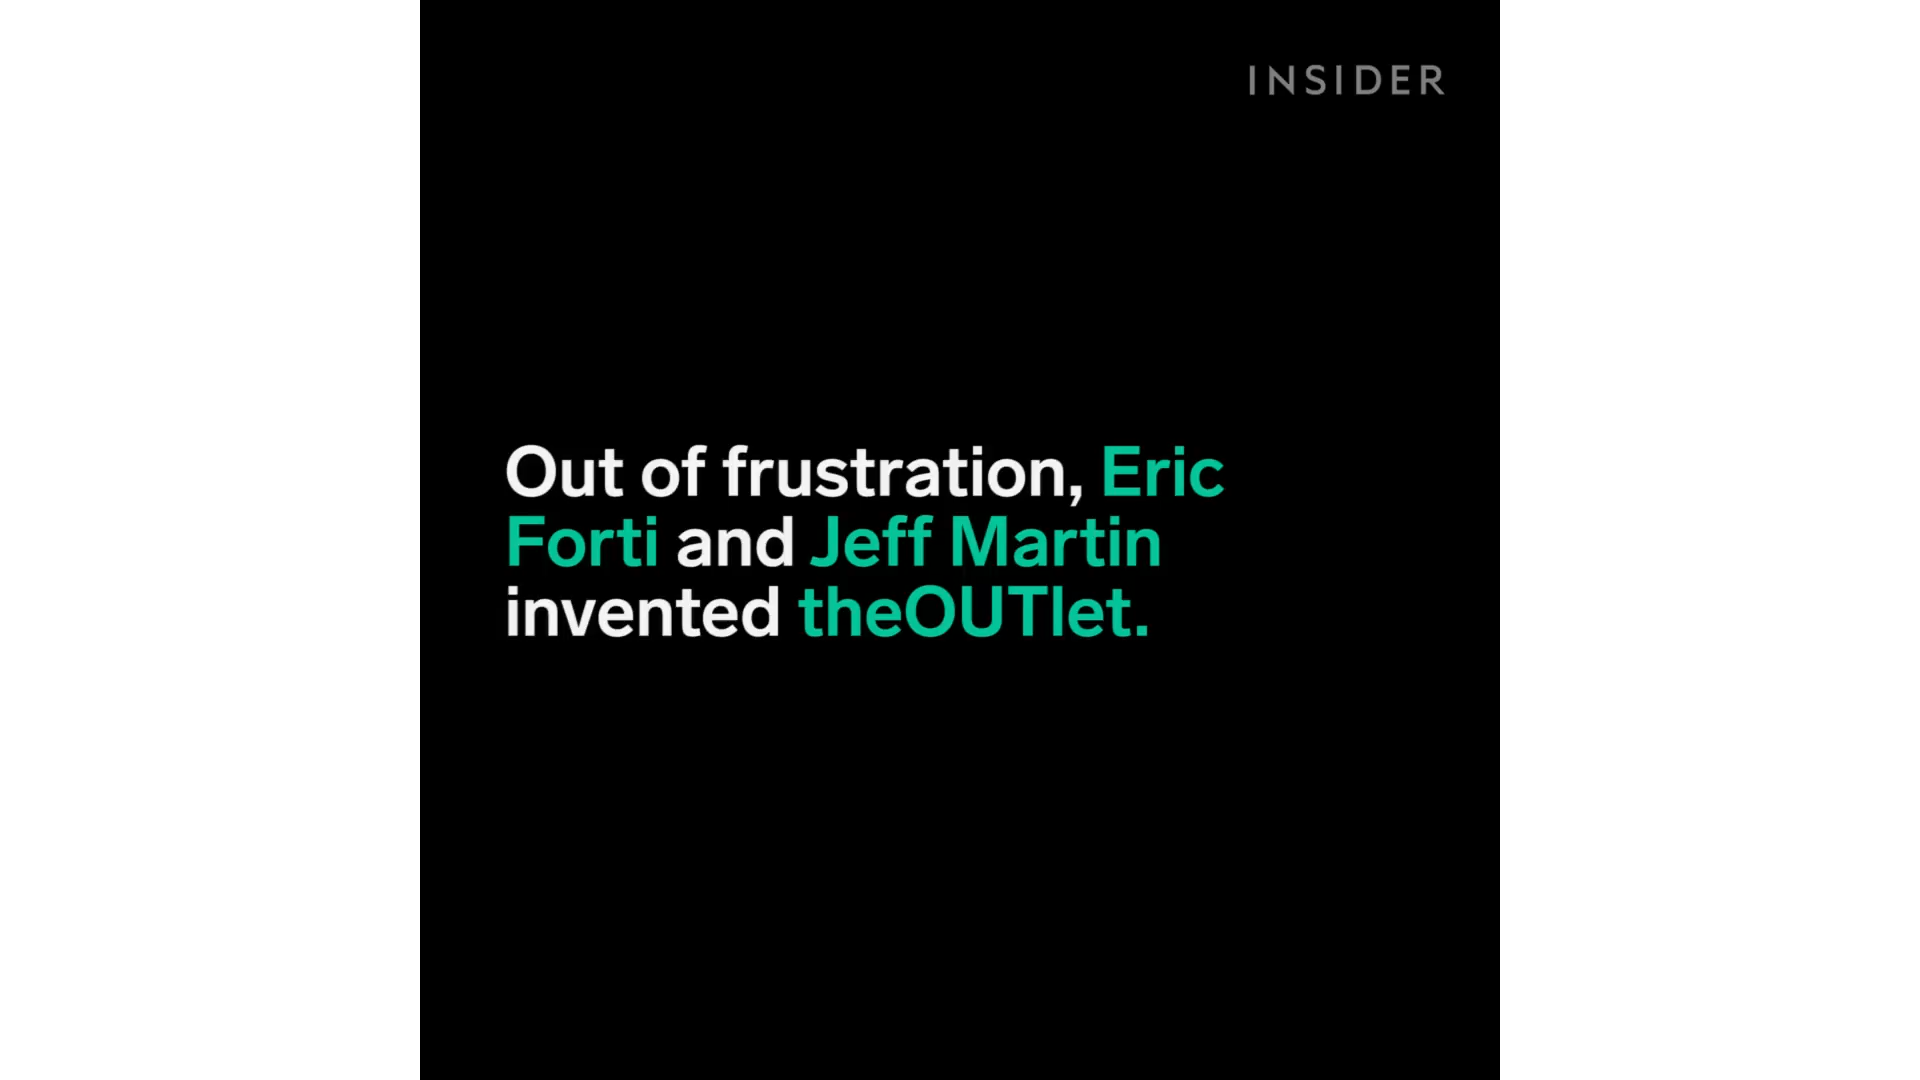 INSIDER
Out of frustration, Eric
Forti and Jeff Martin
invented theOUTlet.